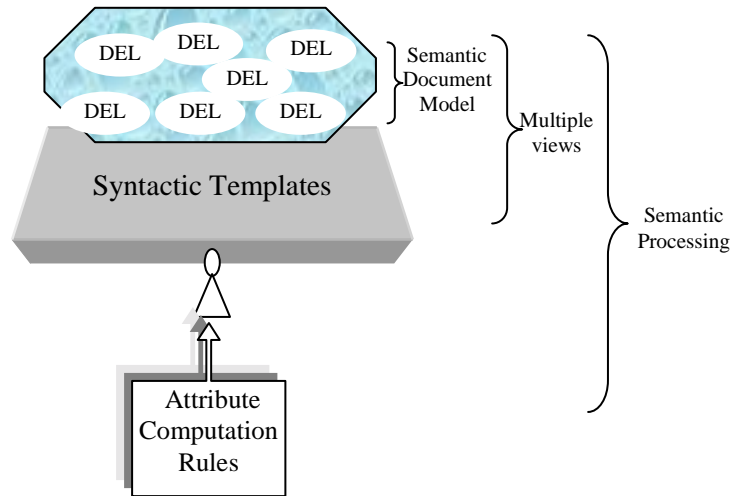 DEL
DEL
DEL
DEL
DEL
DEL
DEL
Semantic
Document
Model
Multiple
views
Syntactic Templates
Semantic
Processing
Attribute
Computation
Rules